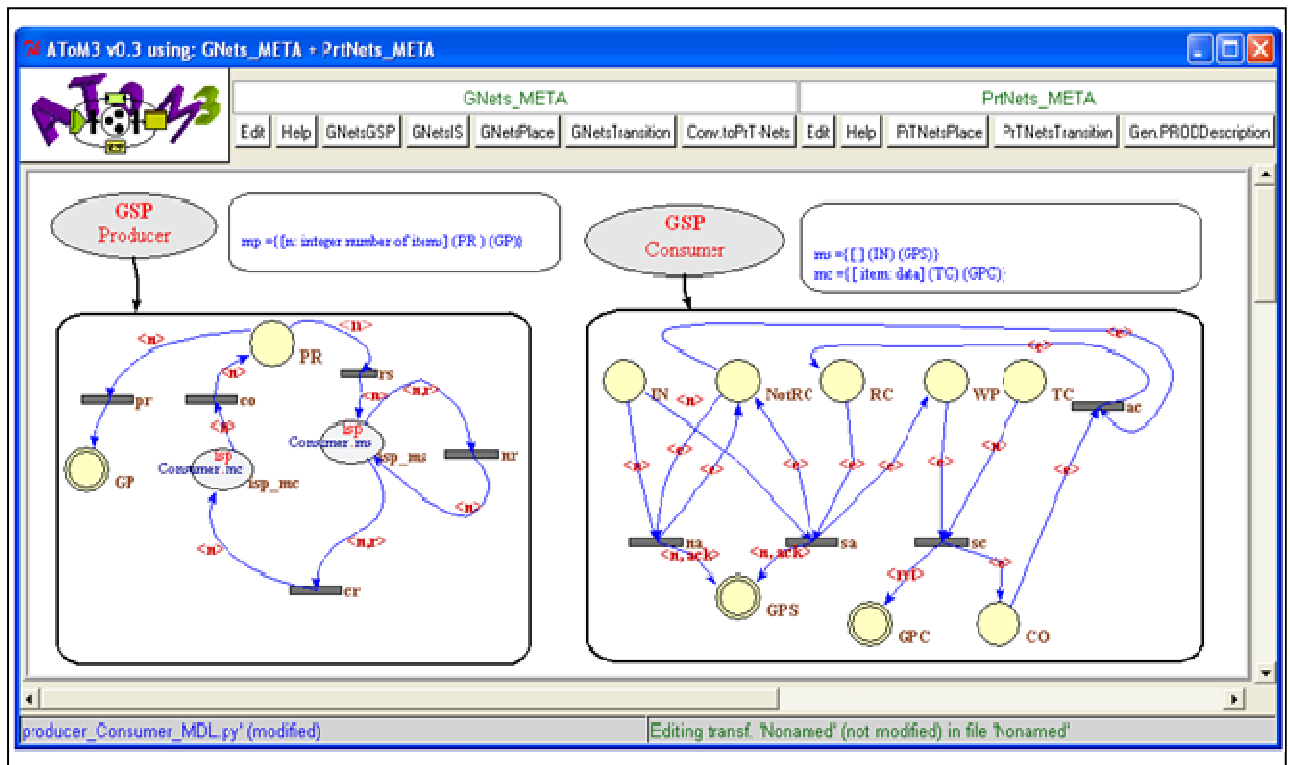 AToM3 v0.3 using: GNets_META + PrtNets_META
ATOM3
GNets_META
PrtNets_META
Edit Help GNetsGSP GNetsIS GNetsPlace GNetsTransition Conv.toPrT-Nets Edit Help PrTNetsPlace PrTNetsTransition Gen.PRODDescription
GSP
Producer
mp ={[n: integer number of items] (PR ) (GP)}
GSP
Consumer
ms ={[ ] (IN) (GPS)}
mc ={[ item: data] (TC) (GPC)}
<n>
<n>
PR
<n>
rs
<n,r>
pr
co
<n>
<n>
isp
Consumer.ms
isp_ms
nr
isp
Consumer.mc
isp_mc
GP
<n>
<n,r>
<n>
cr
<e>
<e>
IN
<n>
NotRC
RC
WP
TC
ac
<n>
<e>
<e>
<e>
<e>
<e>
<e>
<n>
<e>
na
<n,ack>
<n, ack>
sa
sc
<e>
GPS
GPC
CO
producer_Consumer_MDL.py' (modified)
Editing transf. 'Nonamed' (not modified) in file 'nonamed'